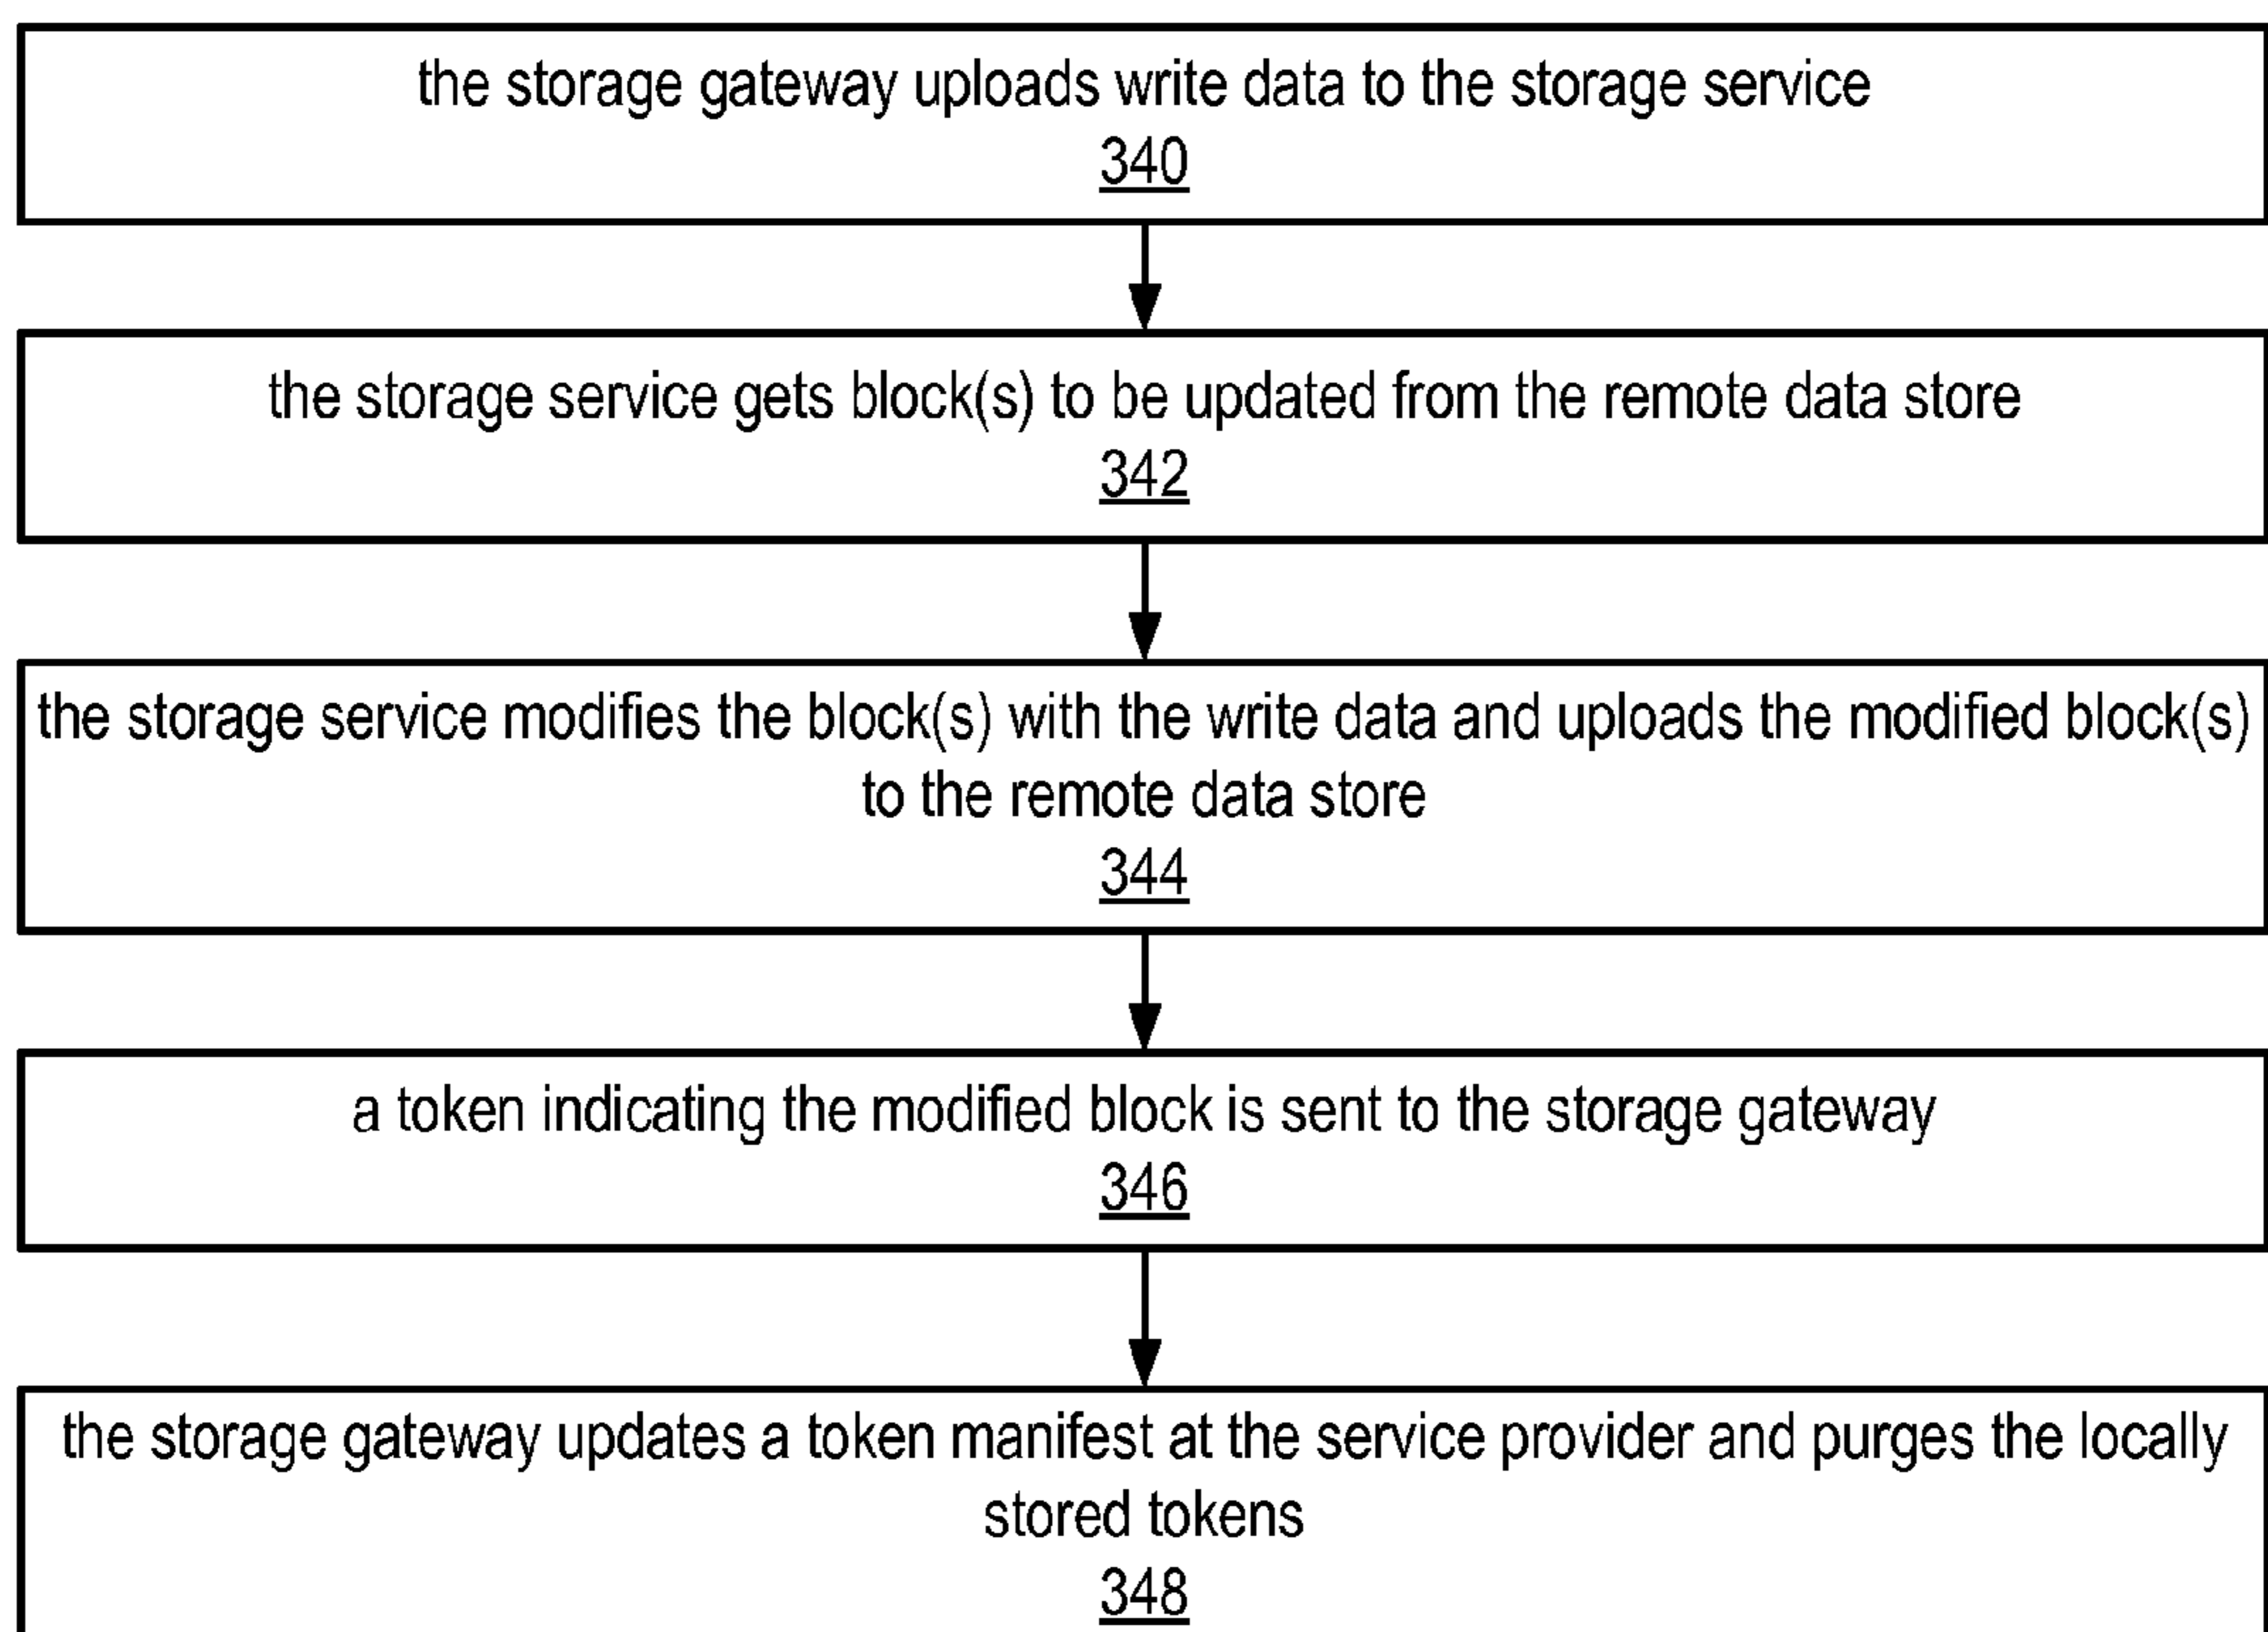 the storage gateway uploads write data to the storage service
340
the storage service gets block(s) to be updated from the remote data store
342
the storage service modifies the block(s) with the write data and uploads the modified block(s)
to the remote data store
344
a token indicating the modified block is sent to the storage gateway
346
the storage gateway updates a token manifest at the service provider and purges the locally
stored tokens
348